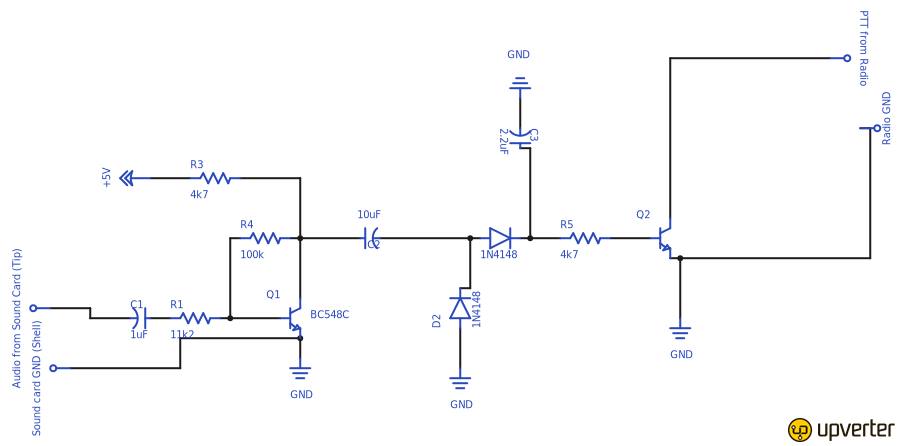 PTT from Radio
GND
Radio GND
C3
2.2uF
R3
+5V
4k7
10uF
C2
Q2
R4
100k
R5
1N4148
4k7
Audio from Sound Card (Tip)
Sound card GND (Shell)
Q1
BC548C
C1
R1
1uF
11k2
D2
1N4148
GND
GND
GND
upverter